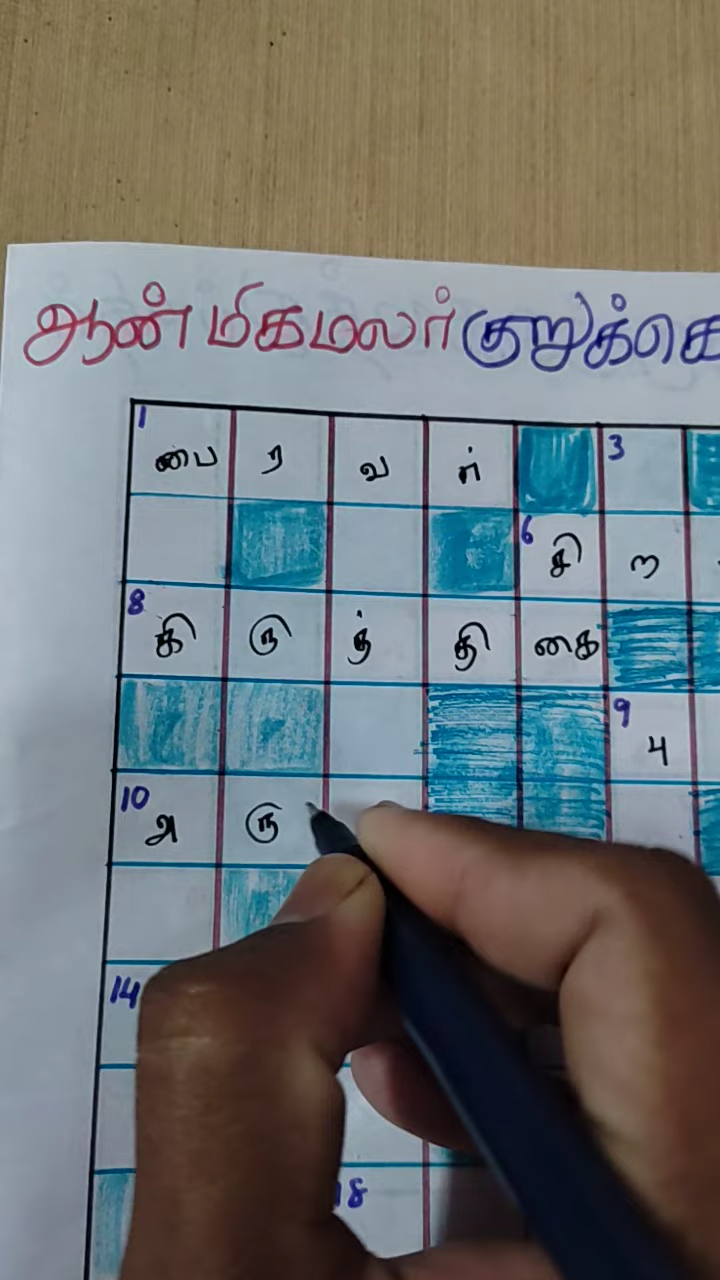 ஆன்மிகமலர் குறுக்கெ
1 பை ர வ ர் 3
6 சி ற
8 கி ரு த் தி கை
9 ப
10 அ ரு
14
18